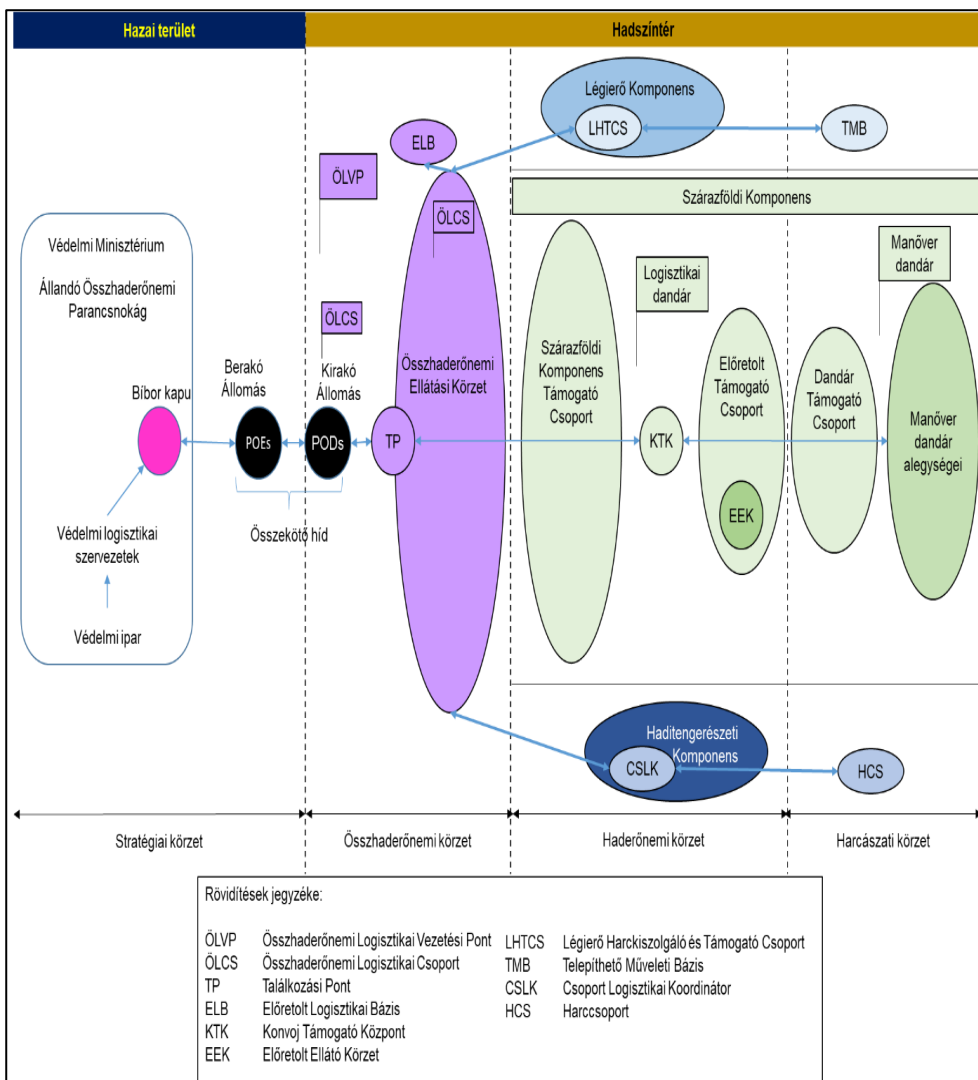 Hazai terület
Hadszíntér
Légierő Komponens
LHTCS
TMB
ELB
ÖLVP
ÖLCS
Szárazföldi Komponens
Védelmi Minisztérium
Állandó Összhaderőnemi
Parancsnokág
Bíbor kapu
Védelmi logisztikai
szervezetek
Védelmi ipar
Berakó
Állomás
POEs
ÖLCS
Kirakó
Állomás
PODs
Összekötő híd
TP
Összhaderőnemi
Ellátási Körzet
Szárazföldi
Komponens
Támogató
Csoport
Logisztikai
dandár
KTK
Előretolt
Támogató
Csoport
EEK
Dandár
Támogató
Csoport
Manőver
dandár
Manőver
dandár
alegységei
Haditengerészeti
Komponens
CSLK
HCS
Stratégiai körzet
Összhaderőnemi körzet
Haderőnemi körzet
Harcászati körzet
Rövidítések jegyzéke:
ÖLVP Összhaderőnemi Logisztikai Vezetési Pont
ÖLCS Összhaderőnemi Logisztikai Csoport
TP Találkozási Pont
ELB Előretolt Logisztikai Bázis
KTK Konvoj Támogató Központ
EEK Előretolt Ellátó Körzet
LHTCS Légierő Harckiszolgáló és Támogató Csoport
TMB Telepíthető Műveleti Bázis
CSLK Csoport Logisztikai Koordinátor
HCS Harccsoport